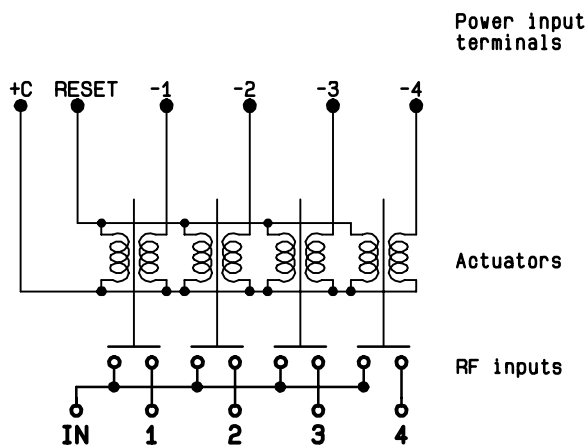 Power input
terminals
+C RESET -1 -2 -3 -4
Actuators
RF inputs
IN 1 2 3 4